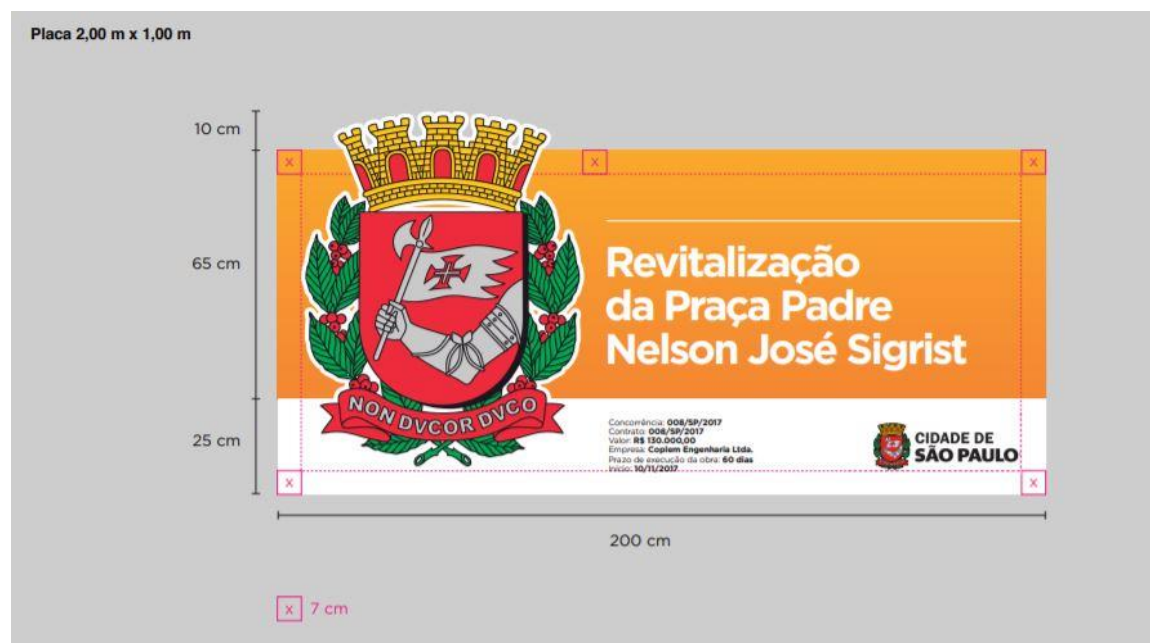 Placa 2,00 m x 1,00 m
10 cm
x
x
x
65 cm
Revitalização
da Praça Padre
Nelson José Sigrist
NON DVCOR DVCO
25 cm
Concorrência: 008/SP/2017
Contrato: 008/SP/2017
Valor: R$ 130.000,00
Empresa: Coplem Engenharia Ltda.
Prazo de execução da obra: 60 dias
Início: 10/11/2017
CIDADE DE
SÃO PAULO
x
x
200 cm
x 7 cm